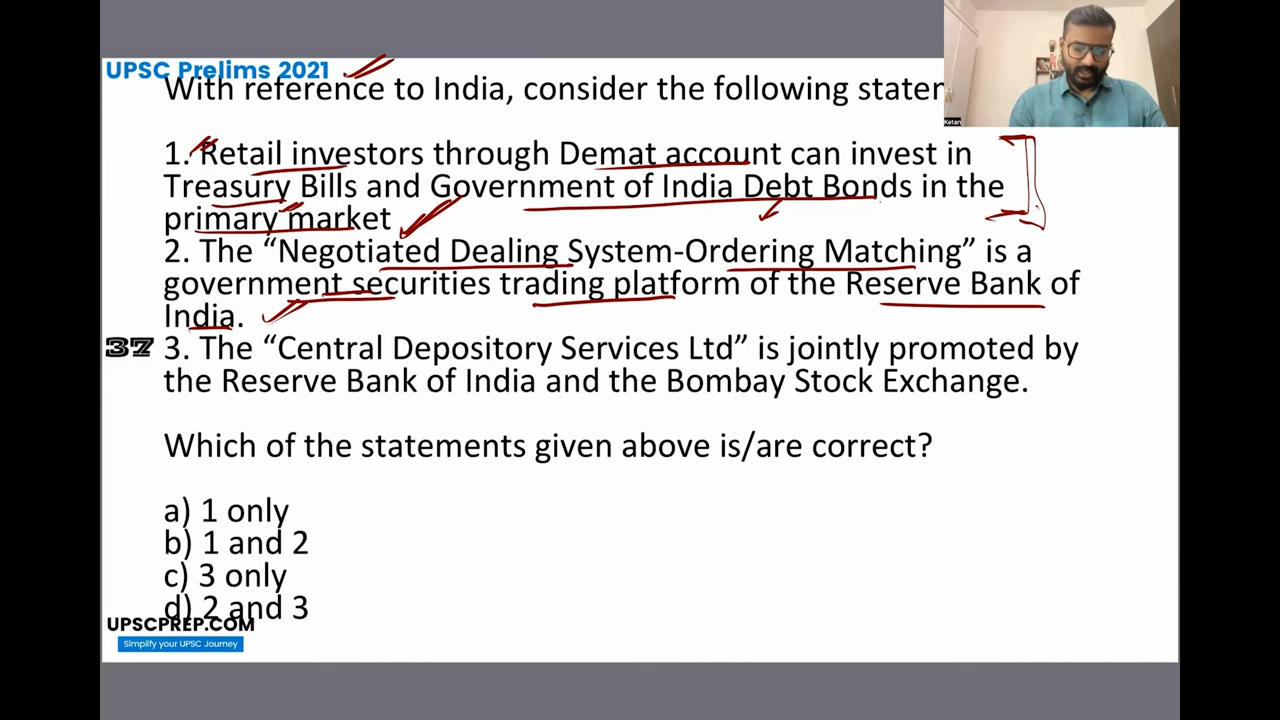 UPSC Prelims 2021
With reference to India, consider the following staten
1. Retail investors through Demat account can invest in
Treasury Bills and Government of India Debt Bonds in the
primary market
2. The “Negotiated Dealing System-Ordering Matching” is a
government securities trading platform of the Reserve Bank of
India.
37 3. The “Central Depository Services Ltd” is jointly promoted by
the Reserve Bank of India and the Bombay Stock Exchange.
Which of the statements given above is/are correct?
a) 1 only
b) 1 and 2
c) 3 only
d) 2 and 3
UPSCPREP.COM
Simplify your UPSC Journey
Ketan